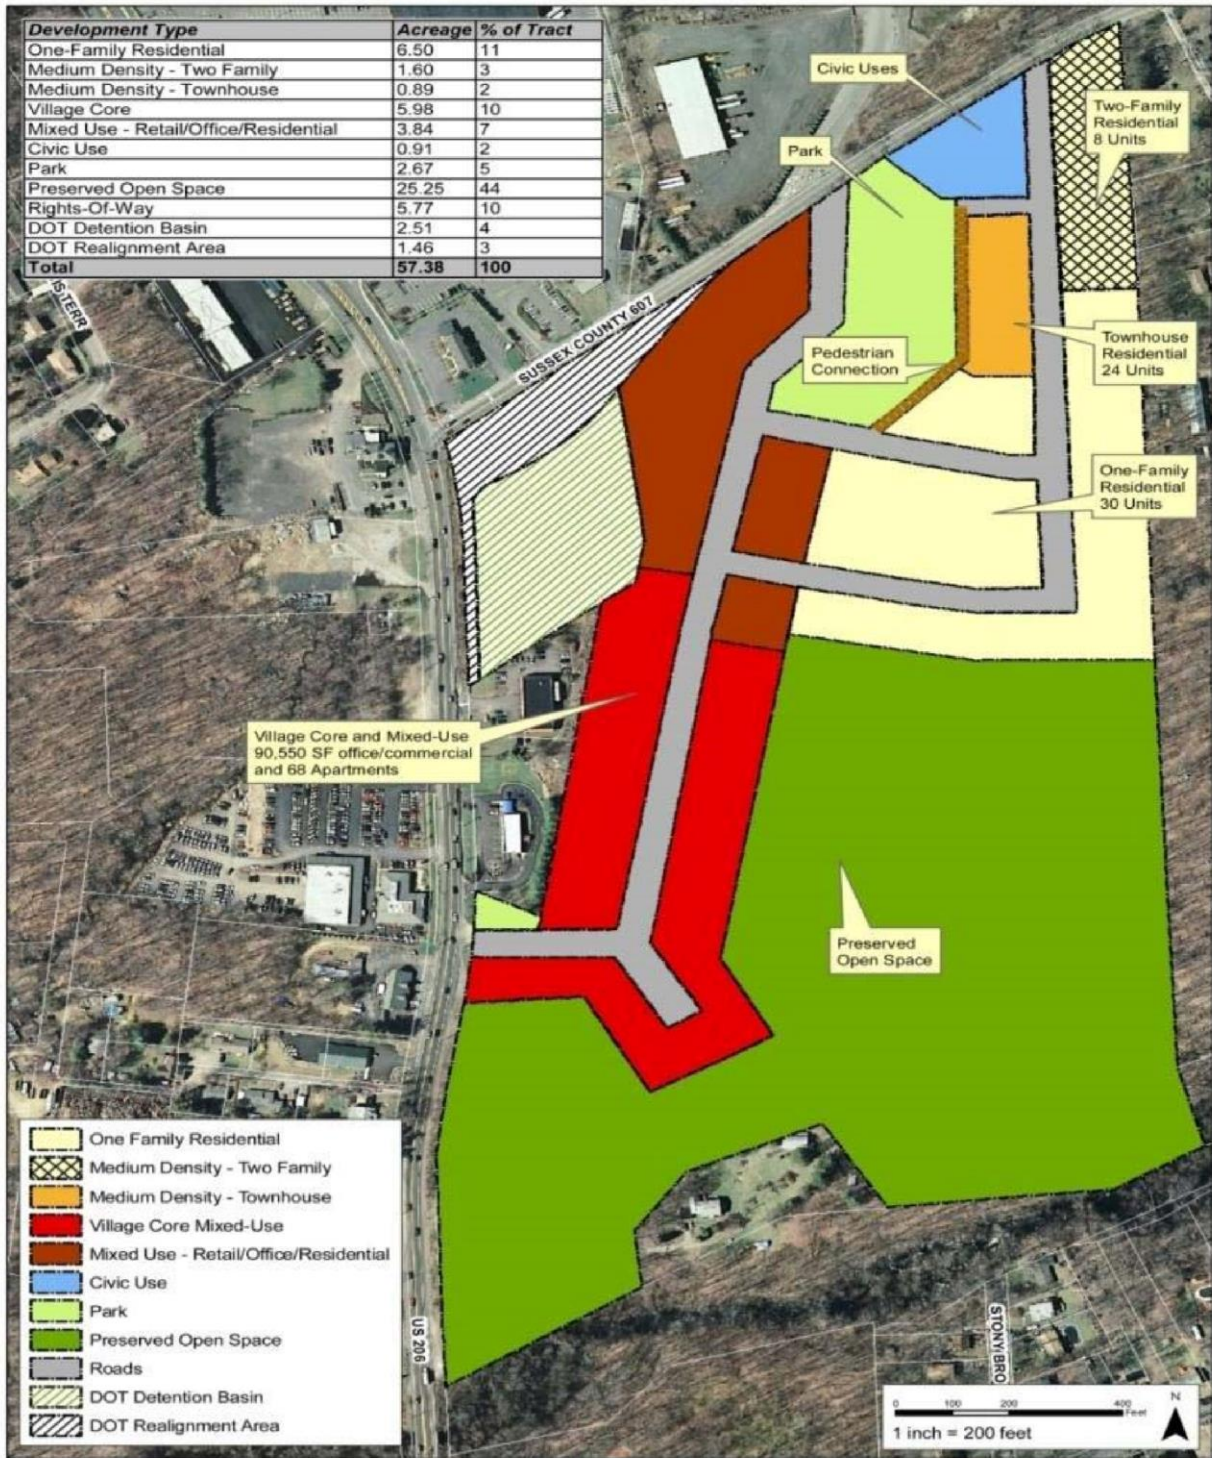 Development Type Acreage % of Tract
One-Family Residential 6.50 11
Medium Density - Two Family 1.60 3
Medium Density - Townhouse 0.89 2
Village Core 5.98 10
Mixed Use - Retail/Office/Residential 3.84 7
Civic Use 0.91 2
Park 2.67 5
Preserved Open Space 25.25 44
Rights-Of-Way 5.77 10
DOT Detention Basin 2.51 4
DOT Realignment Area 1.46 3
Total 57.38 100
Civic Uses
Two-Family
Residential
8 Units
Park
TERR
SUSSEX COUNTY 607
Pedestrian
Connection
Townhouse
Residential
24 Units
One-Family
Residential
30 Units
Village Core and Mixed-Use
90,550 SF office/commercial
and 68 Apartments
Preserved
Open Space
One Family Residential
Medium Density - Two Family
Medium Density - Townhouse
Village Core Mixed-Use
Mixed Use - Retail/Office/Residential
Civic Use
Park
Preserved Open Space
Roads
DOT Detention Basin
DOT Realignment Area
US 206
STONY BRO
0 100 200 400
Feet
1 inch = 200 feet
N